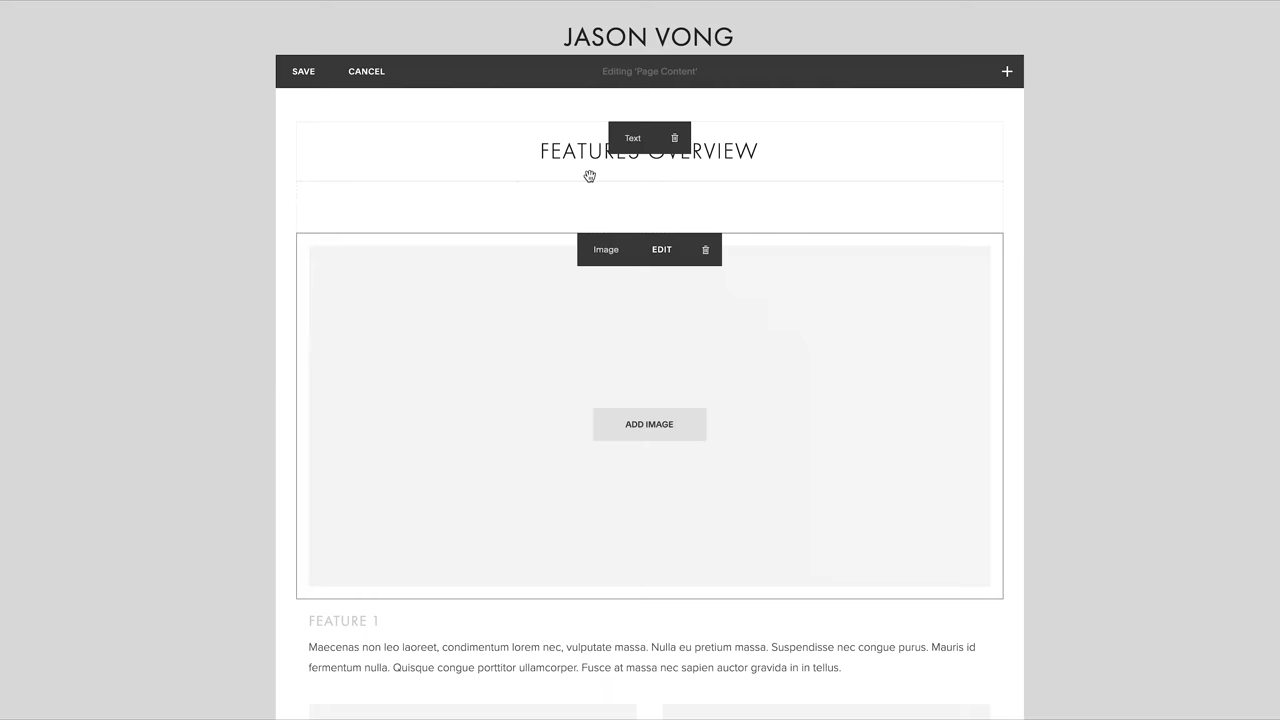 JASON VONG
SAVE CANCEL Editing 'Page Content' +
Text
FEATURES OVERVIEW
Image EDIT
ADD IMAGE
FEATURE 1
Maecenas non leo laoreet, condimentum lorem nec, vulputate massa. Nulla eu pretium massa. Suspendisse nec congue purus. Mauris id
fermentum nulla. Quisque congue porttitor ullamcorper. Fusce at massa nec sapien auctor gravida in in tellus.